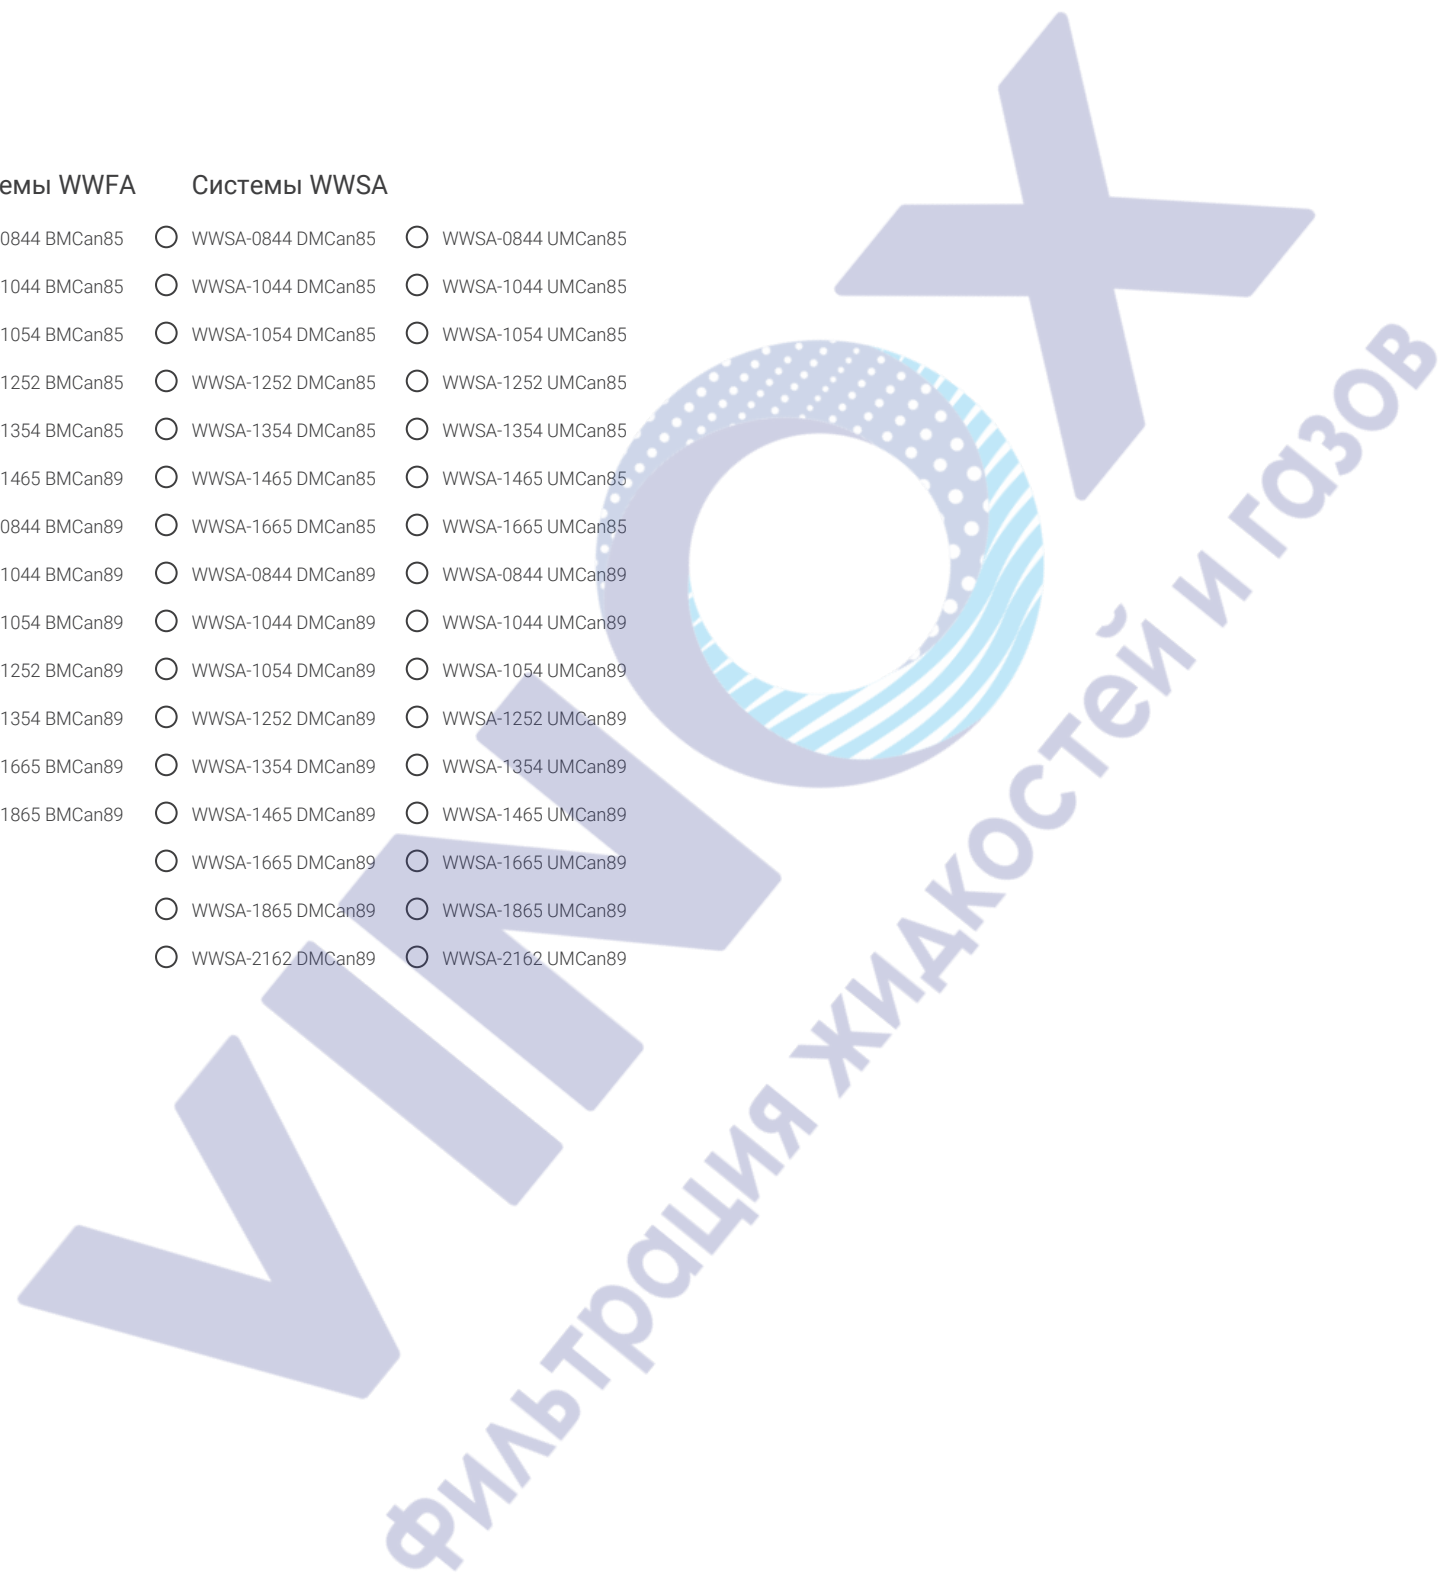 емы WWFA Системы WWSA
0844 BMCan85 WWSA-0844 DMCan85 WWSA-0844 UMCan85
1044 BMCan85 WWSA-1044 DMCan85 WWSA-1044 UMCan85
1054 BMCan85 WWSA-1054 DMCan85 WWSA-1054 UMCan85
1252 BMCan85 WWSA-1252 DMCan85 WWSA-1252 UMCan85
1354 BMCan85 WWSA-1354 DMCan85 WWSA-1354 UMCan85
1465 BMCan89 WWSA-1465 DMCan85 WWSA-1465 UMCan85
0844 BMCan89 WWSA-1665 DMCan85 WWSA-1665 UMCan85
1044 BMCan89 WWSA-0844 DMCan89 WWSA-0844 UMCan89
1054 BMCan89 WWSA-1044 DMCan89 WWSA-1044 UMCan89
1252 BMCan89 WWSA-1054 DMCan89 WWSA-1054 UMCan89
1354 BMCan89 WWSA-1252 DMCan89 WWSA-1252 UMCan89
1665 BMCan89 WWSA-1354 DMCan89 WWSA-1354 UMCan89
1865 BMCan89 WWSA-1465 DMCan89 WWSA-1465 UMCan89
WWSA-1665 DMCan89 WWSA-1665 UMCan89
WWSA-1865 DMCan89 WWSA-1865 UMCan89
WWSA-2162 DMCan89 WWSA-2162 UMCan89
VINOX
Фильтрация жидкостей и газов